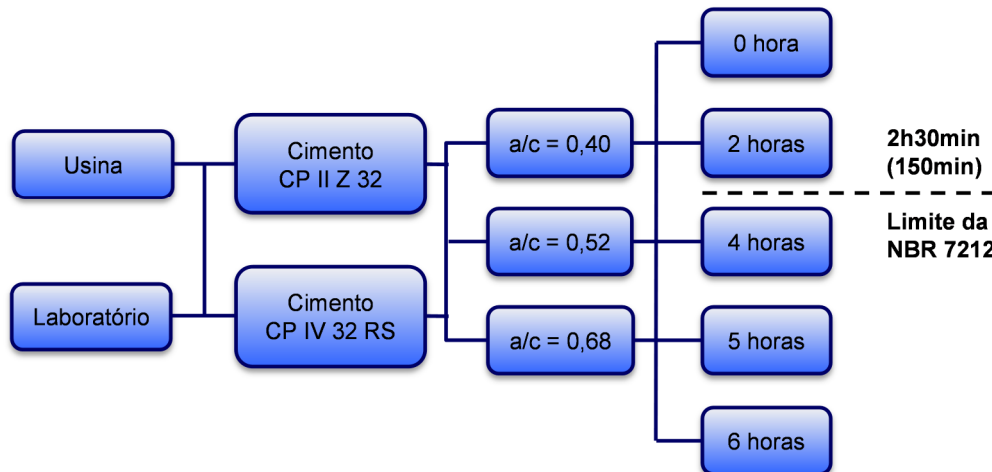 Usina
Laboratório
Cimento
CP II Z 32
Cimento
CP IV 32 RS
a/c = 0,40
a/c = 0,52
a/c = 0,68
0 hora
2 horas
4 horas
5 horas
6 horas
2h30min
(150min)
Limite da
NBR 7212